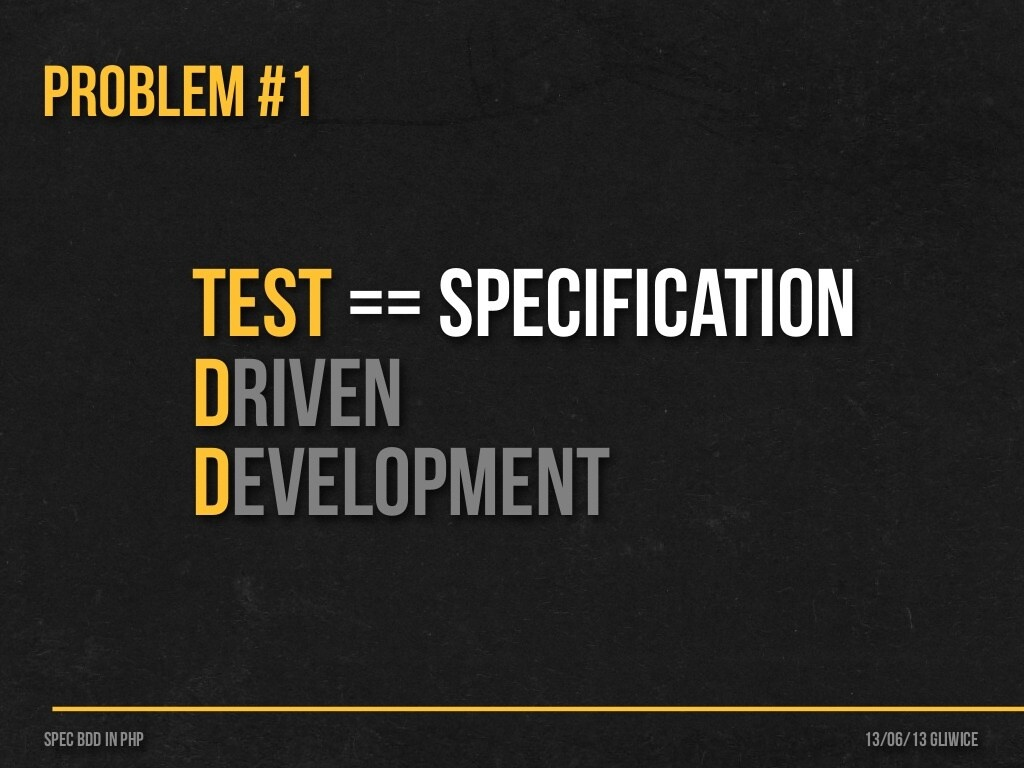 PROBLEM #1
TEST == SPECIFICATION
DRIVEN
DEVELOPMENT
SPEC BDD IN PHP
13/06/13 GLIWICE